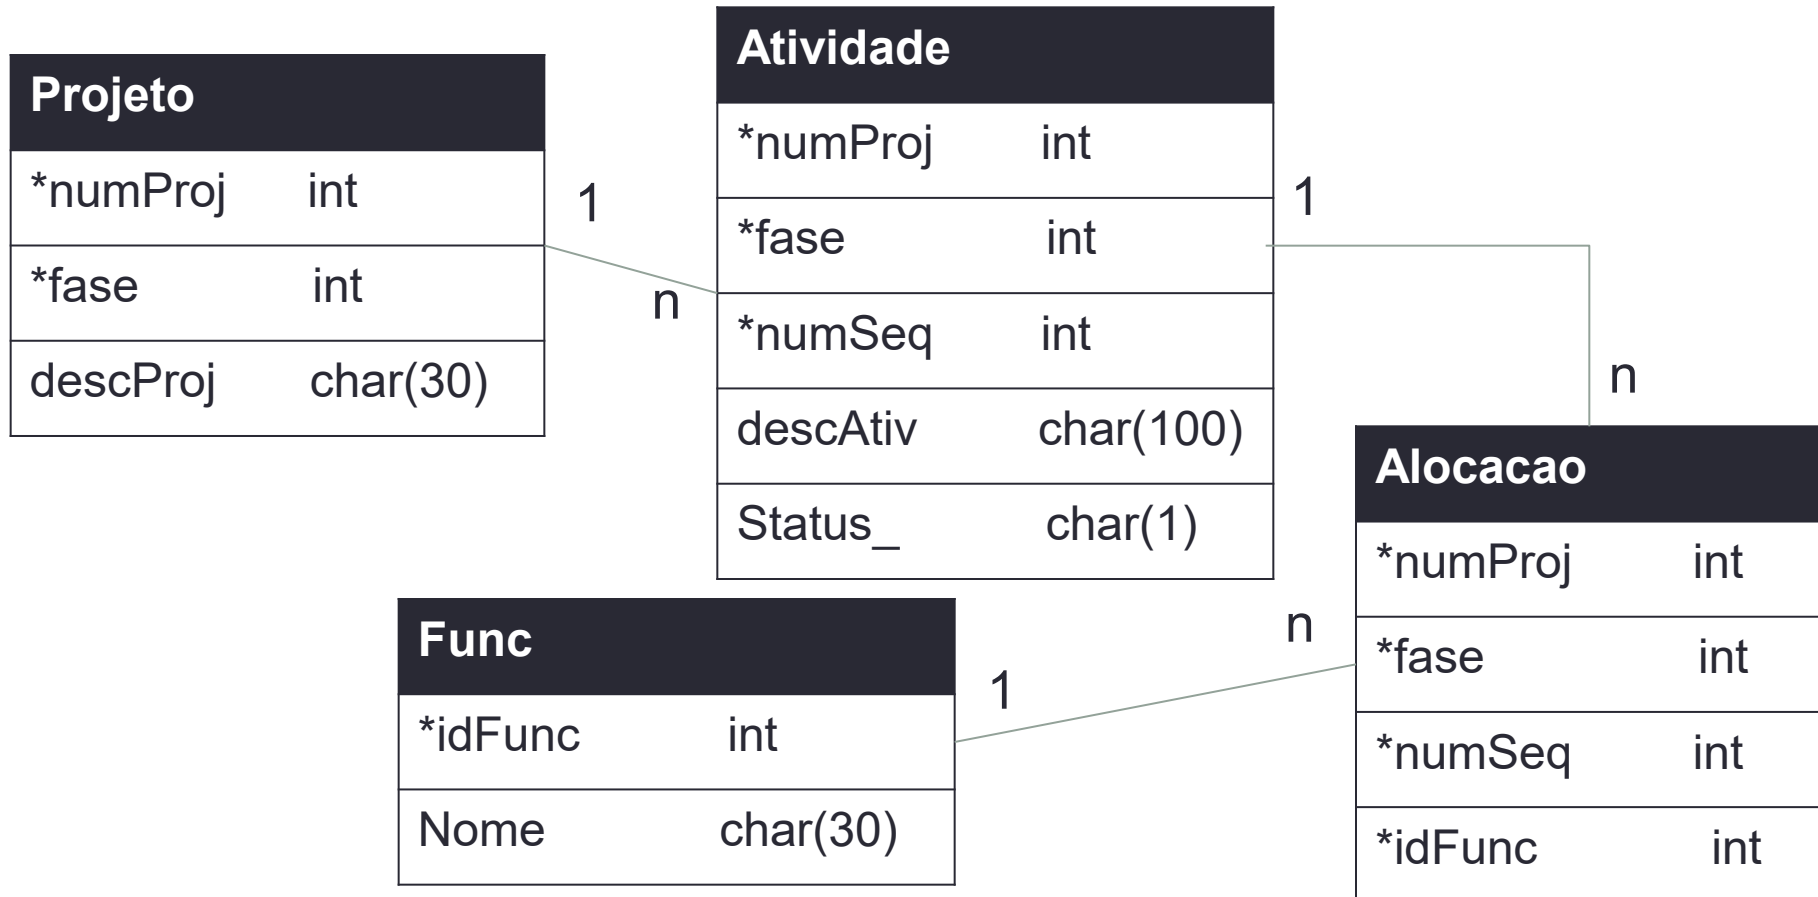 Projeto
*numProj int
*fase int
descProj char(30)
1
n
Atividade
*numProj int
*fase int
*numSeq int
descAtiv char(100)
Status_ char(1)
1
n
Func
*idFunc int
Nome char(30)
1
n
Alocacao
*numProj int
*fase int
*numSeq int
*idFunc int